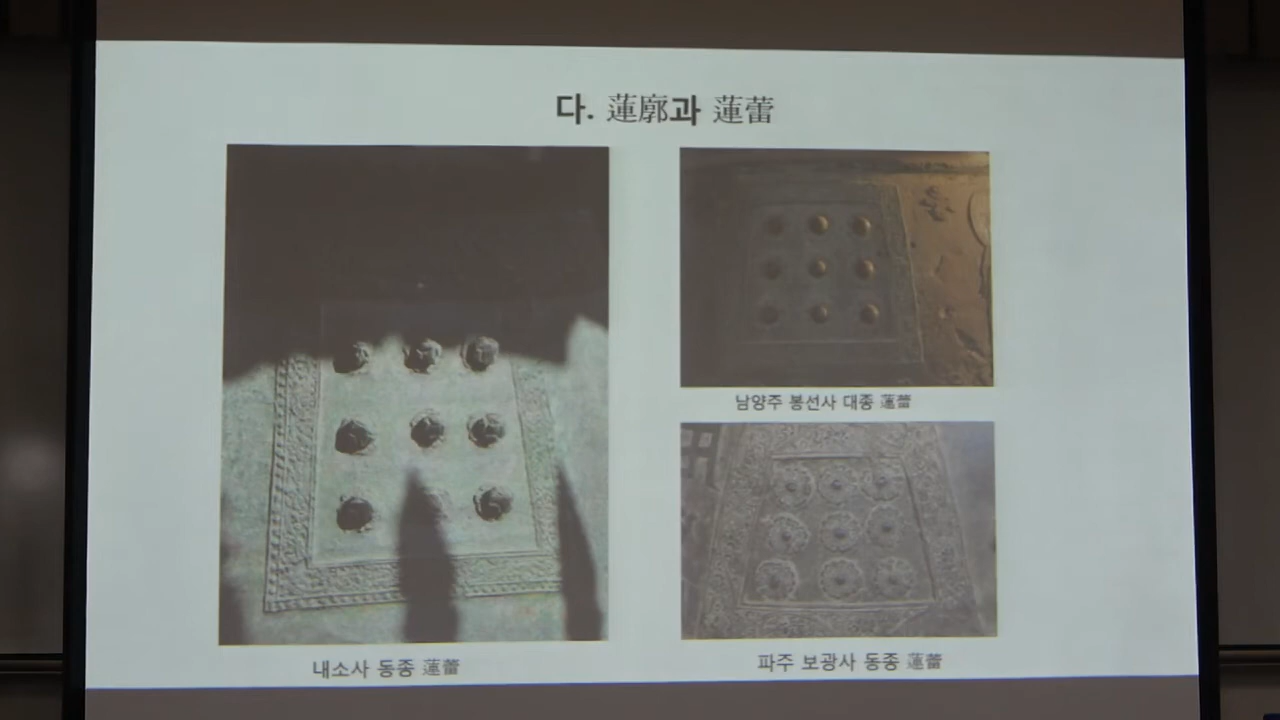 다. 蓮廓과 蓮蕾
남양주 봉선사 대종 蓮蕾
내소사 동종 蓮蕾
파주 보광사 동종 蓮蕾